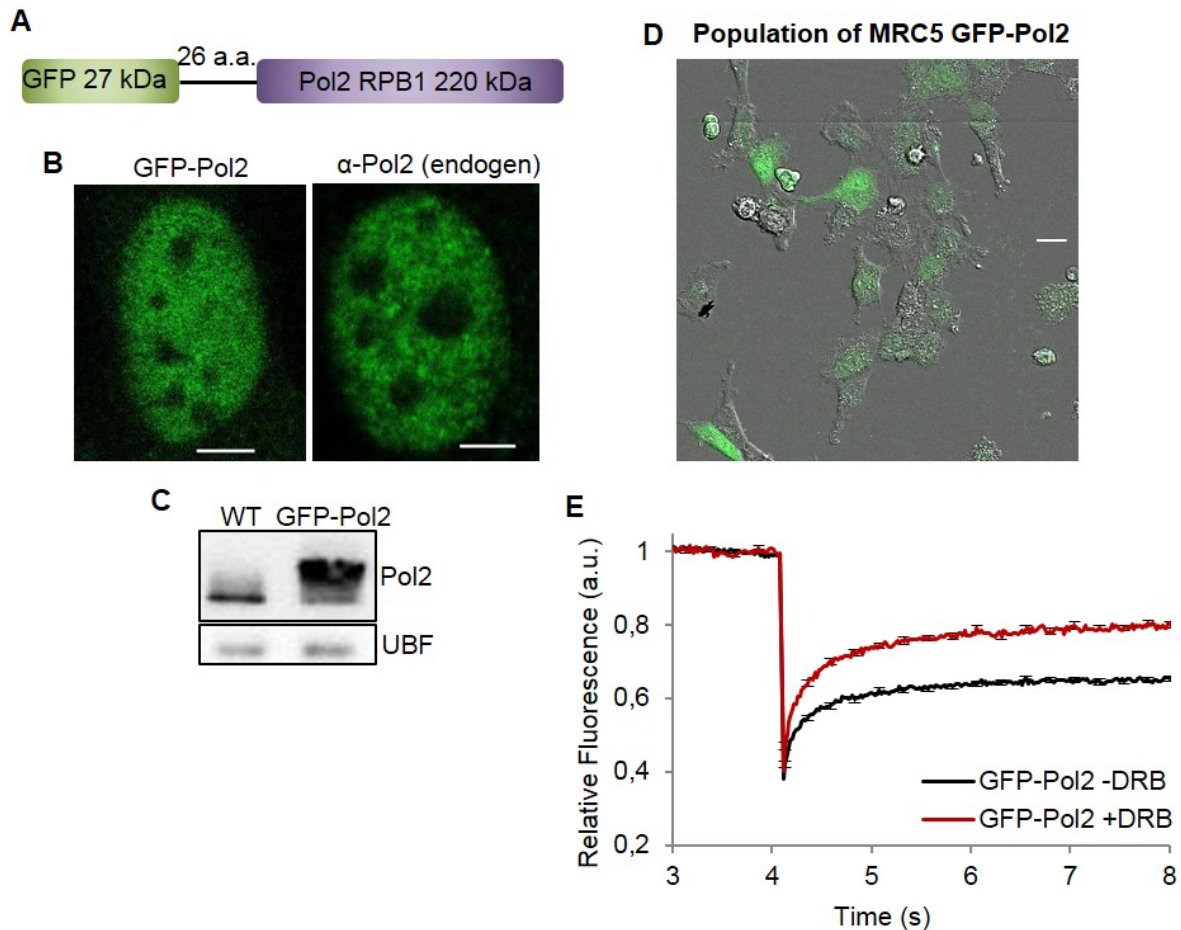 A
26 a.a.
GFP 27 kDa
Pol2 RPB1 220 kDa
B
GFP-Pol2
α-Pol2 (endogen)
C
WT
GFP-Pol2
Pol2
UBF
D
Population of MRC5 GFP-Pol2
E
Relative Fluorescence (a.u.)
1
0,8
0,6
0,4
0,2
GFP-Pol2 -DRB
GFP-Pol2 +DRB
3
4
5
6
7
8
Time (s)